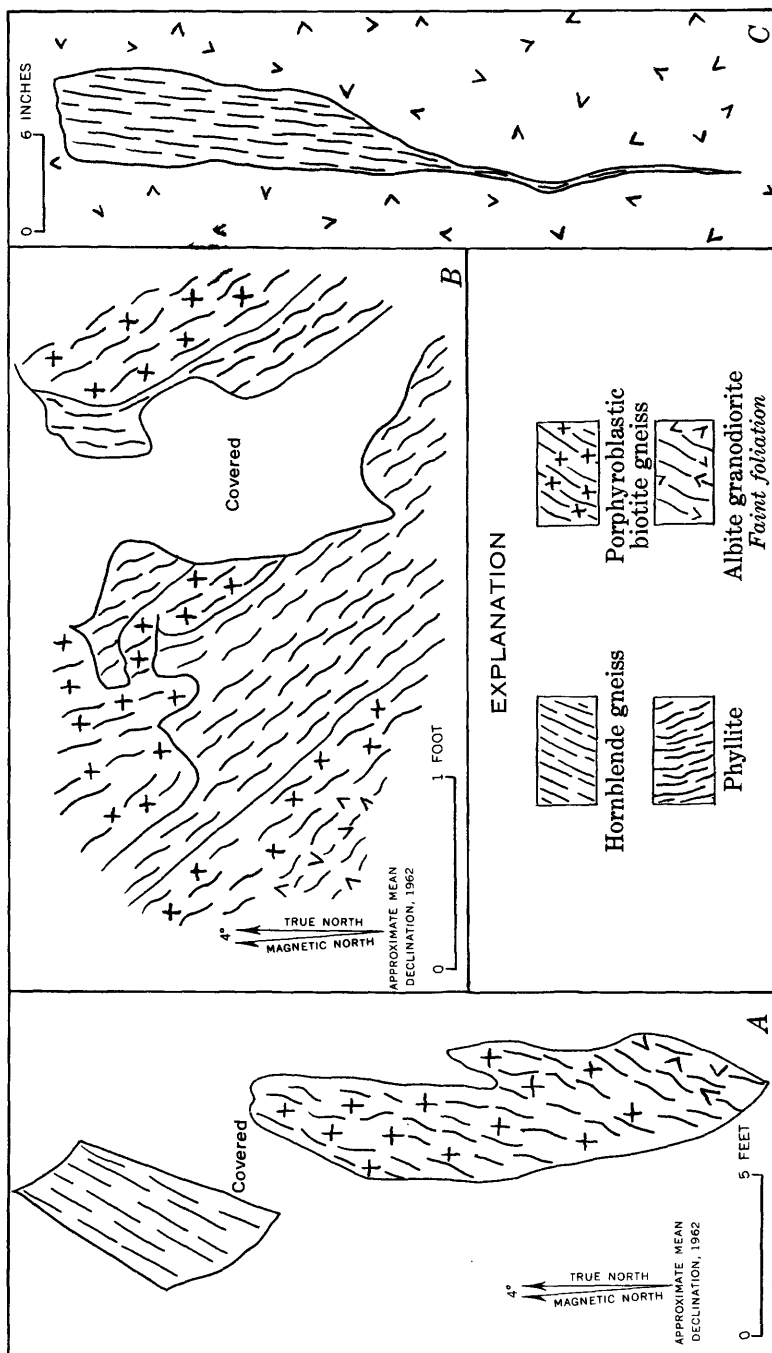 Covered
4°
TRUE NORTH
MAGNETIC NORTH
APPROXIMATE MEAN
DECLINATION, 1962
0 5 FEET
A
Covered
4°
TRUE NORTH
MAGNETIC NORTH
APPROXIMATE MEAN
DECLINATION, 1962
0 1 FOOT
B
EXPLANATION
Hornblende gneiss
Porphyroblastic
biotite gneiss
Phyllite
Albite granodiorite
Faint foliation
0 6 INCHES
C